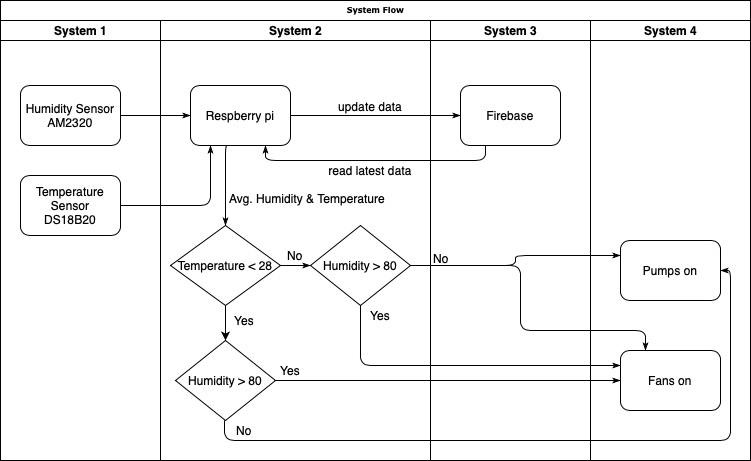 System Flow
System 1
System 2
System 3
System 4
Humidity Sensor
AM2320
Respberry pi
update data
Firebase
read latest data
Temperature
Sensor
DS18B20
Avg. Humidity & Temperature
Temperature < 28
No
Humidity > 80
No
Pumps on
Yes
Yes
Humidity > 80
Yes
Fans on
No